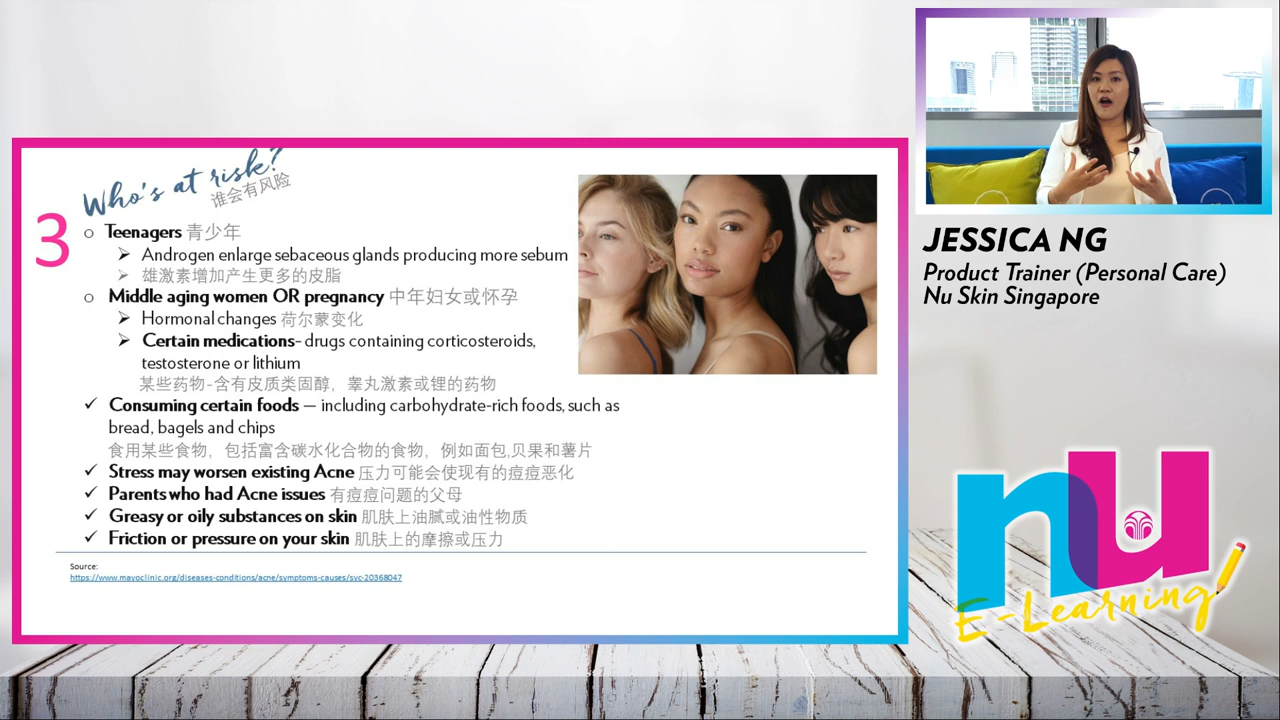 Who's at risk?
谁会有风险
3
Teenagers 青少年
Androgen enlarge sebaceous glands producing more sebum
雄激素增加产生更多的皮脂
Middle aging women OR pregnancy 中年妇女或怀孕
Hormonal changes 荷尔蒙变化
Certain medications- drugs containing corticosteroids,
testosterone or lithium
某些药物-含有皮质类固醇，睾丸激素或锂的药物
Consuming certain foods — including carbohydrate-rich foods, such as
bread, bagels and chips
食用某些食物，包括富含碳水化合物的食物，例如面包,贝果和薯片
Stress may worsen existing Acne 压力可能会使现有的痘痘恶化
Parents who had Acne issues 有痘痘问题的父母
Greasy or oily substances on skin 肌肤上油腻或油性物质
Friction or pressure on your skin 肌肤上的摩擦或压力
Source:
https://www.mayoclinic.org/diseases-conditions/acne/symptoms-causes/syc-20368047
JESSICA NG
Product Trainer (Personal Care)
Nu Skin Singapore
nu
E-Learning